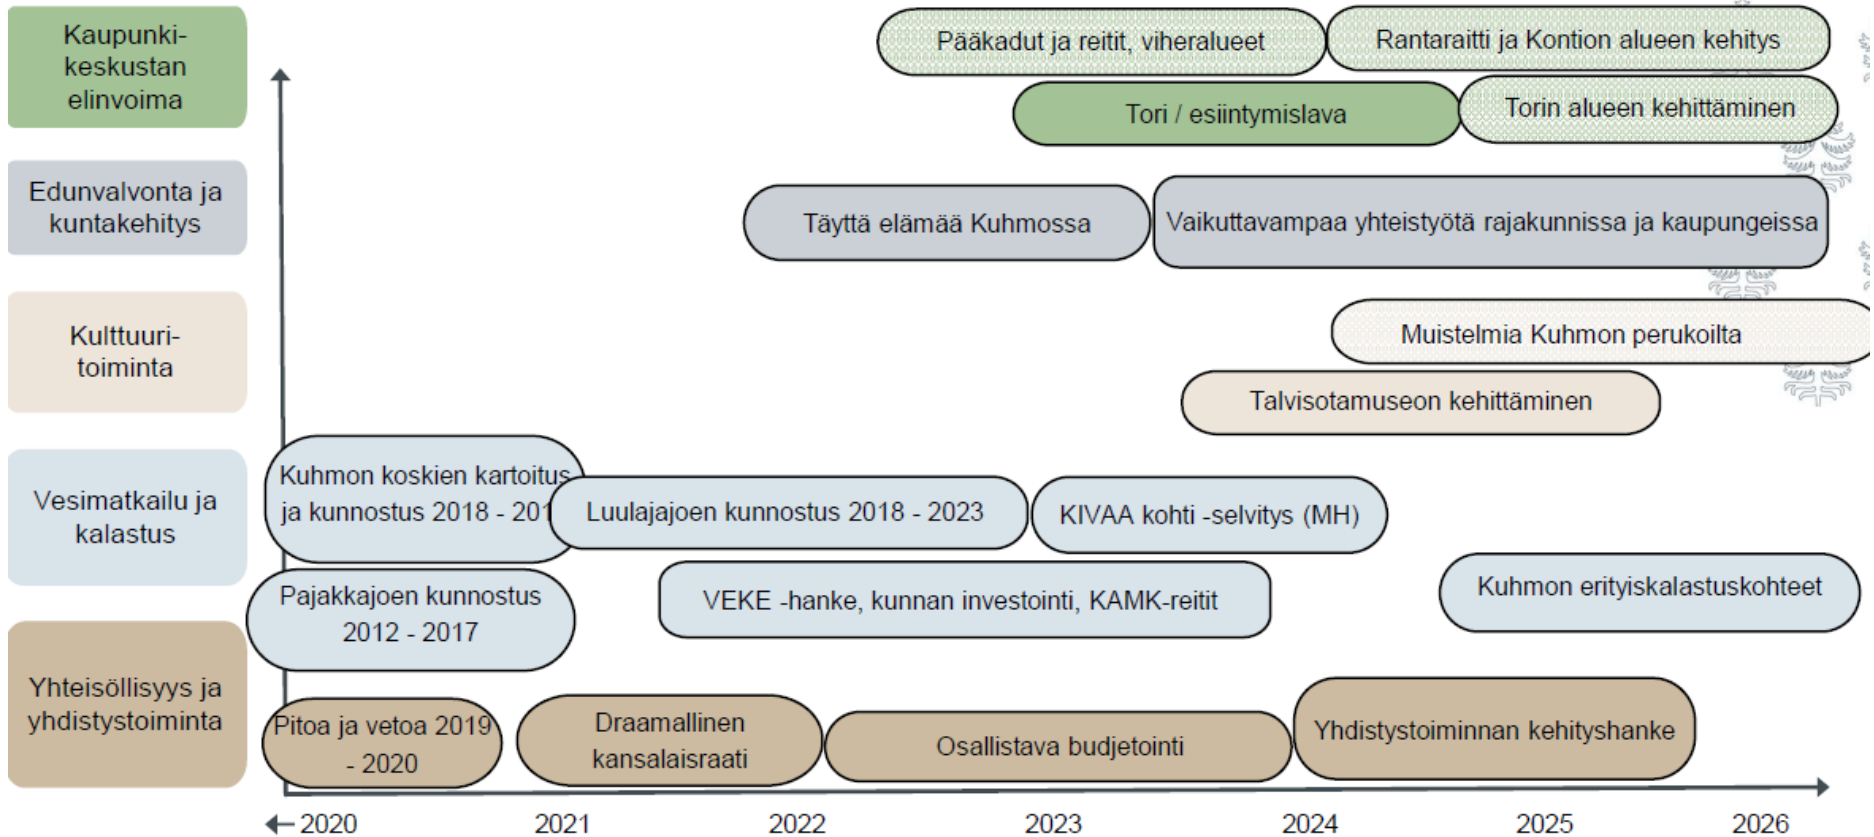 Kaupunki-
keskustan
elinvoima
Pääkadut ja reitit, viheralueet
Rantaraitti ja Kontion alueen kehitys
Tori / esiintymislava
Torin alueen kehittäminen
Edunvalvonta ja
kuntakehitys
Täyttä elämää Kuhmossa
Vaikuttavampaa yhteistyötä rajakunnissa ja kaupungeissa
Kulttuuri-
toiminta
Muistelmia Kuhmon perukoilta
Talvisotamuseon kehittäminen
Vesimatkailu ja
kalastus
Kuhmon koskien kartoitus
ja kunnostus 2018 - 201
Luulajajoen kunnostus 2018 - 2023
KIVAA kohti -selvitys (MH)
Pajakkajoen kunnostus
2012 - 2017
VEKE -hanke, kunnan investointi, KAMK-reitit
Kuhmon erityiskalastuskohteet
Yhteisöllisyys ja
yhdistystoiminta
Pitoa ja vetoa 2019
- 2020
Draamallinen
kansalaisraati
Osallistava budjetointi
Yhdistystoiminnan kehityshanke
2020
2021
2022
2023
2024
2025
2026